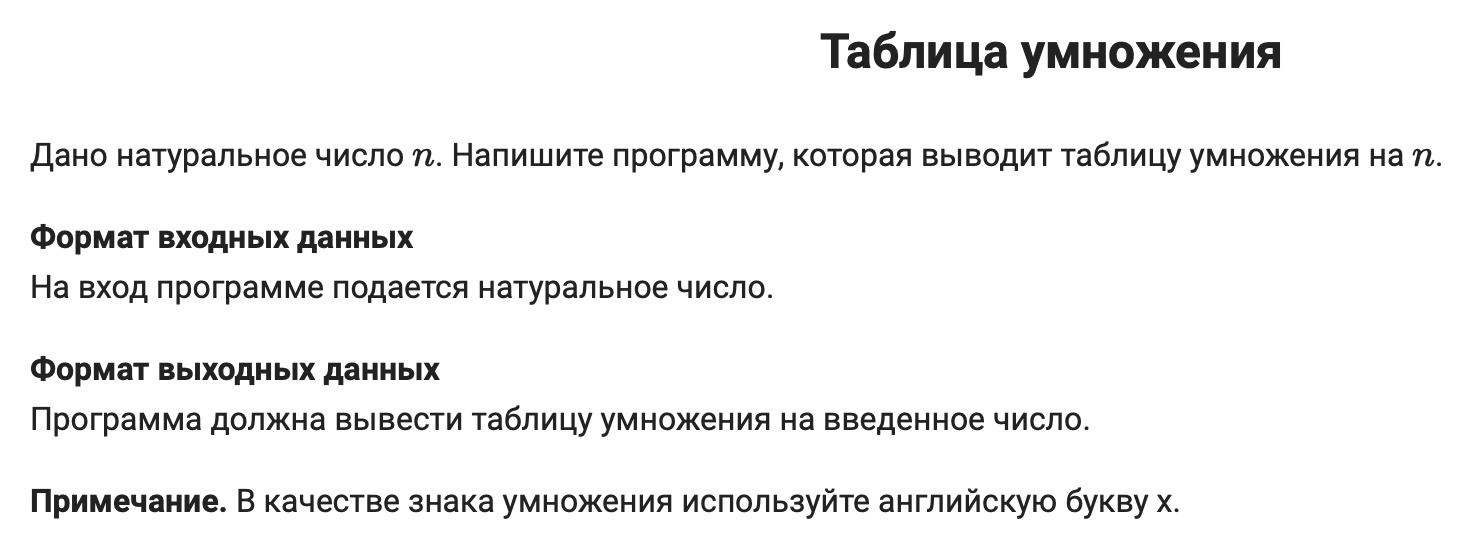 Таблица умножения
Дано натуральное число n. Напишите программу, которая выводит таблицу умножения на n.
Формат входных данных
На вход программе подается натуральное число.
Формат выходных данных
Программа должна вывести таблицу умножения на введенное число.
Примечание. В качестве знака умножения используйте английскую букву x.